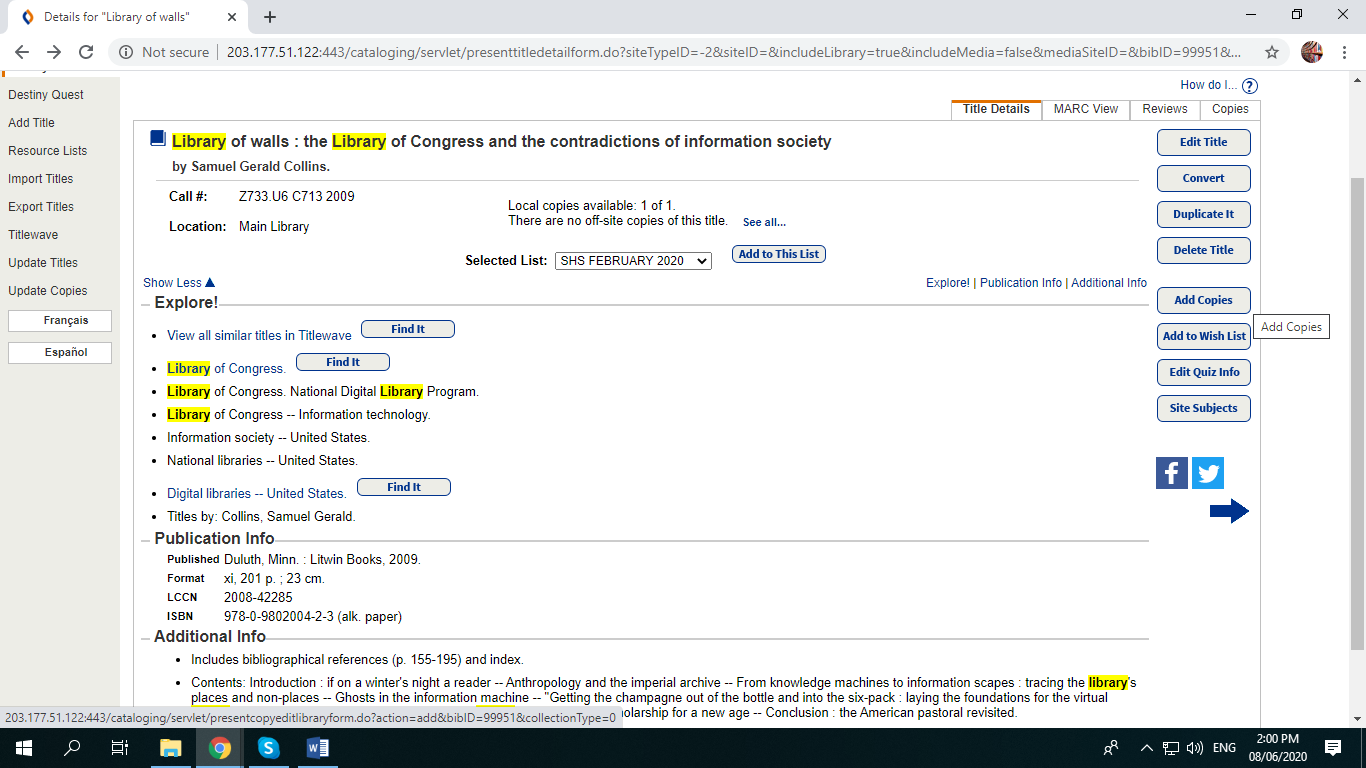 Details for "Library of walls"
Not secure | 203.177.51.122:443/cataloging/servlet/presenttitledetailform.do?siteTypeID=-2&siteID=&includeLibrary=true&includeMedia=false&mediaSiteID=&bibID=99951&...
How do I... ?
Destiny Quest
Add Title
Resource Lists
Import Titles
Export Titles
Titlewave
Update Titles
Update Copies
Français
Español
Title Details
MARC View
Reviews
Copies
Library of walls : the Library of Congress and the contradictions of information society
by Samuel Gerald Collins.
Call #: Z733.U6 C713 2009
Location: Main Library
Local copies available: 1 of 1.
There are no off-site copies of this title. See all...
Selected List: SHS FEBRUARY 2020 Add to This List
Show Less
Explore! | Publication Info | Additional Info
Explore!
View all similar titles in Titlewave Find It
Library of Congress. Find It
Library of Congress. National Digital Library Program.
Library of Congress -- Information technology.
Information society -- United States.
National libraries -- United States.
Digital libraries -- United States. Find It
Titles by: Collins, Samuel Gerald.
Publication Info
Published Duluth, Minn. : Litwin Books, 2009.
Format xi, 201 p. ; 23 cm.
LCCN 2008-42285
ISBN 978-0-9802004-2-3 (alk. paper)
Additional Info
Includes bibliographical references (p. 155-195) and index.
Contents: Introduction : if on a winter's night a reader -- Anthropology and the imperial archive -- From knowledge machines to information scapes : tracing the library's
places and non-places -- Ghosts in the information machine -- "Getting the champagne out of the bottle and into the six-pack : laying the foundations for the virtual
holarship for a new age -- Conclusion : the American pastoral revisited.
Edit Title
Convert
Duplicate It
Delete Title
Add Copies
Add to Wish List
Edit Quiz Info
Site Subjects
Add Copies
203.177.51.122:443/cataloging/servlet/presentcopyeditlibraryform.do?action=add&bibID=99951&collectionType=0
ENG
2:00 PM
08/06/2020